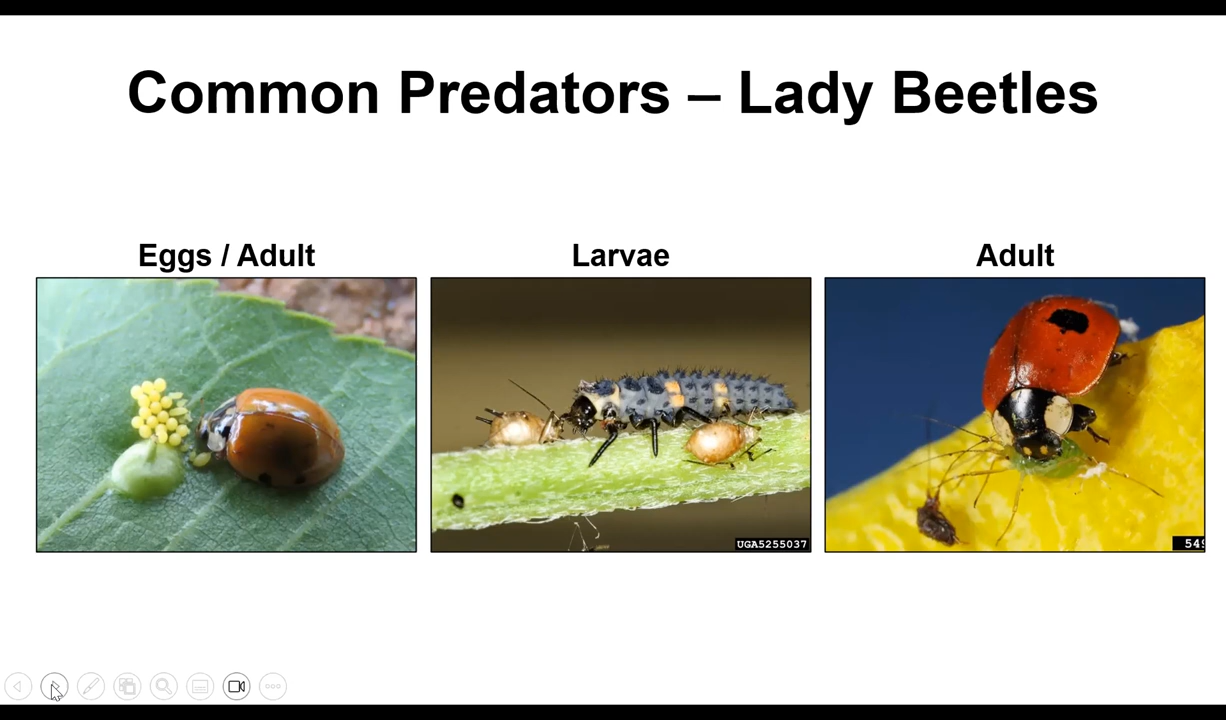 Common Predators – Lady Beetles
Eggs / Adult
Larvae
Adult
UGA5255037